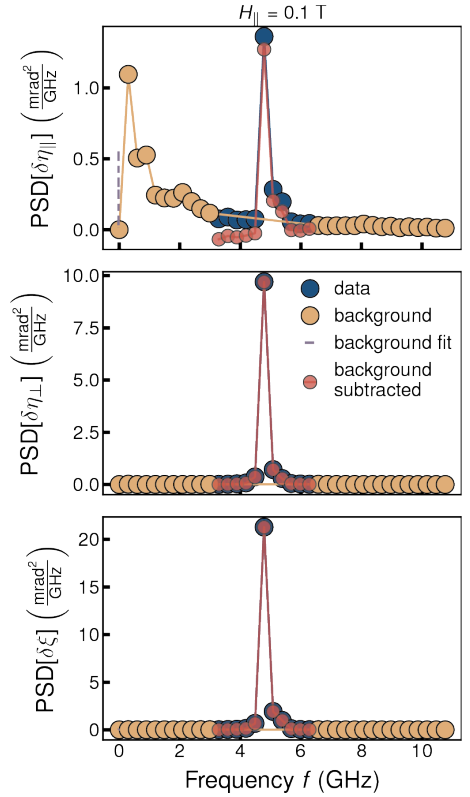 H∥ = 0.1 T
PSD[δη∥] (mrad²/GHz)
1.0
0.5
0.0
PSD[δη⊥] (mrad²/GHz)
10.0
7.5
5.0
2.5
0.0
data
background
background fit
background
subtracted
PSD[δξ] (mrad²/GHz)
20
15
10
5
0
0 2 4 6 8 10
Frequency f (GHz)